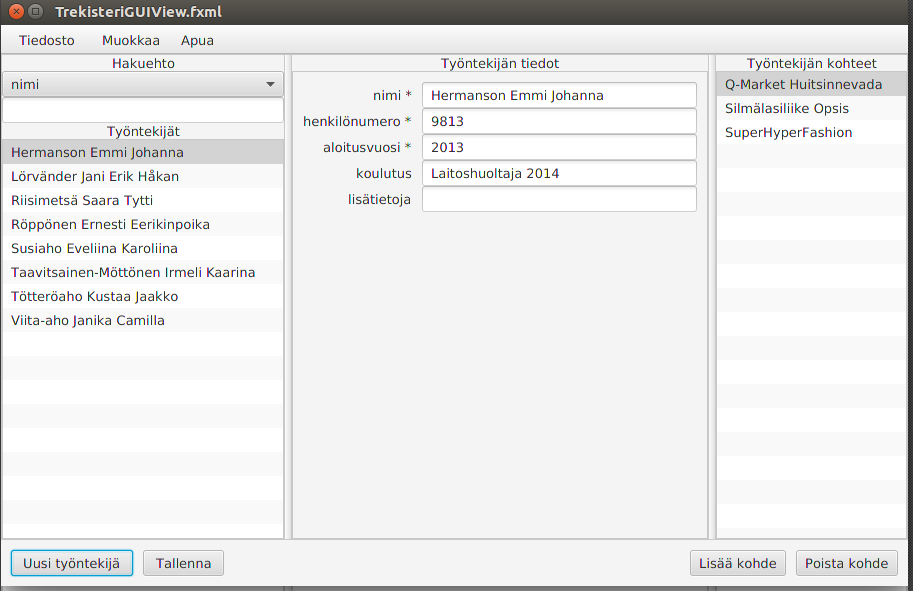 TrekisteriGUIView.fxml
Tiedosto Muokkaa Apua
Hakuehto
nimi
Työntekijät
Hermanson Emmi Johanna
Lörvänder Jani Erik Håkan
Riisimetsä Saara Tytti
Röppönen Ernesti Eerikinpoika
Susiaho Eveliina Karoliina
Taavitsainen-Möttönen Irmeli Kaarina
Tötteröaho Kustaa Jaakko
Viita-aho Janika Camilla
Työntekijän tiedot
nimi * Hermanson Emmi Johanna
henkilönumero * 9813
aloitusvuosi * 2013
koulutus Laitoshuoltaja 2014
lisätietoja
Työntekijän kohteet
Q-Market Huitsinnevada
Silmälasiliike Opsis
SuperHyperFashion
Uusi työntekijä Tallenna Lisää kohde Poista kohde